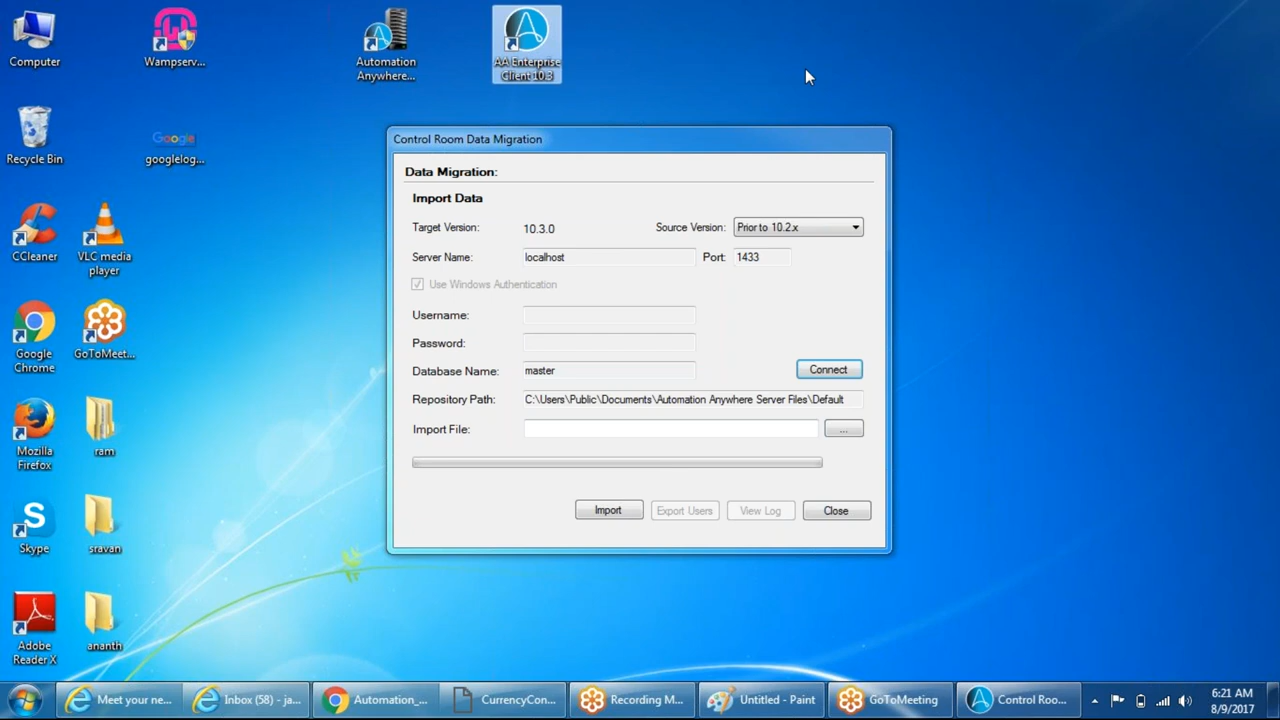 Computer
Wampserv...
Automation
Anywhere...
AA Enterprise
Client 10.3
Recycle Bin
Google
googlelog...
CCleaner
VLC media
player
Google
Chrome
GoToMeet...
Mozilla
Firefox
ram
Skype
sravan
Adobe
Reader X
ananth
Control Room Data Migration
Data Migration:
Import Data
Target Version: 10.3.0 Source Version: Prior to 10.2.x
Server Name: localhost Port: 1433
Use Windows Authentication
Username:
Password:
Database Name: master Connect
Repository Path: C:\Users\Public\Documents\Automation Anywhere Server Files\Default
Import File: ...
Import Export Users View Log Close
Meet your ne... Inbox (58) - ja... Automation_... CurrencyCon... Recording M... Untitled - Paint GoToMeeting Control Roo... 6:21 AM
8/9/2017